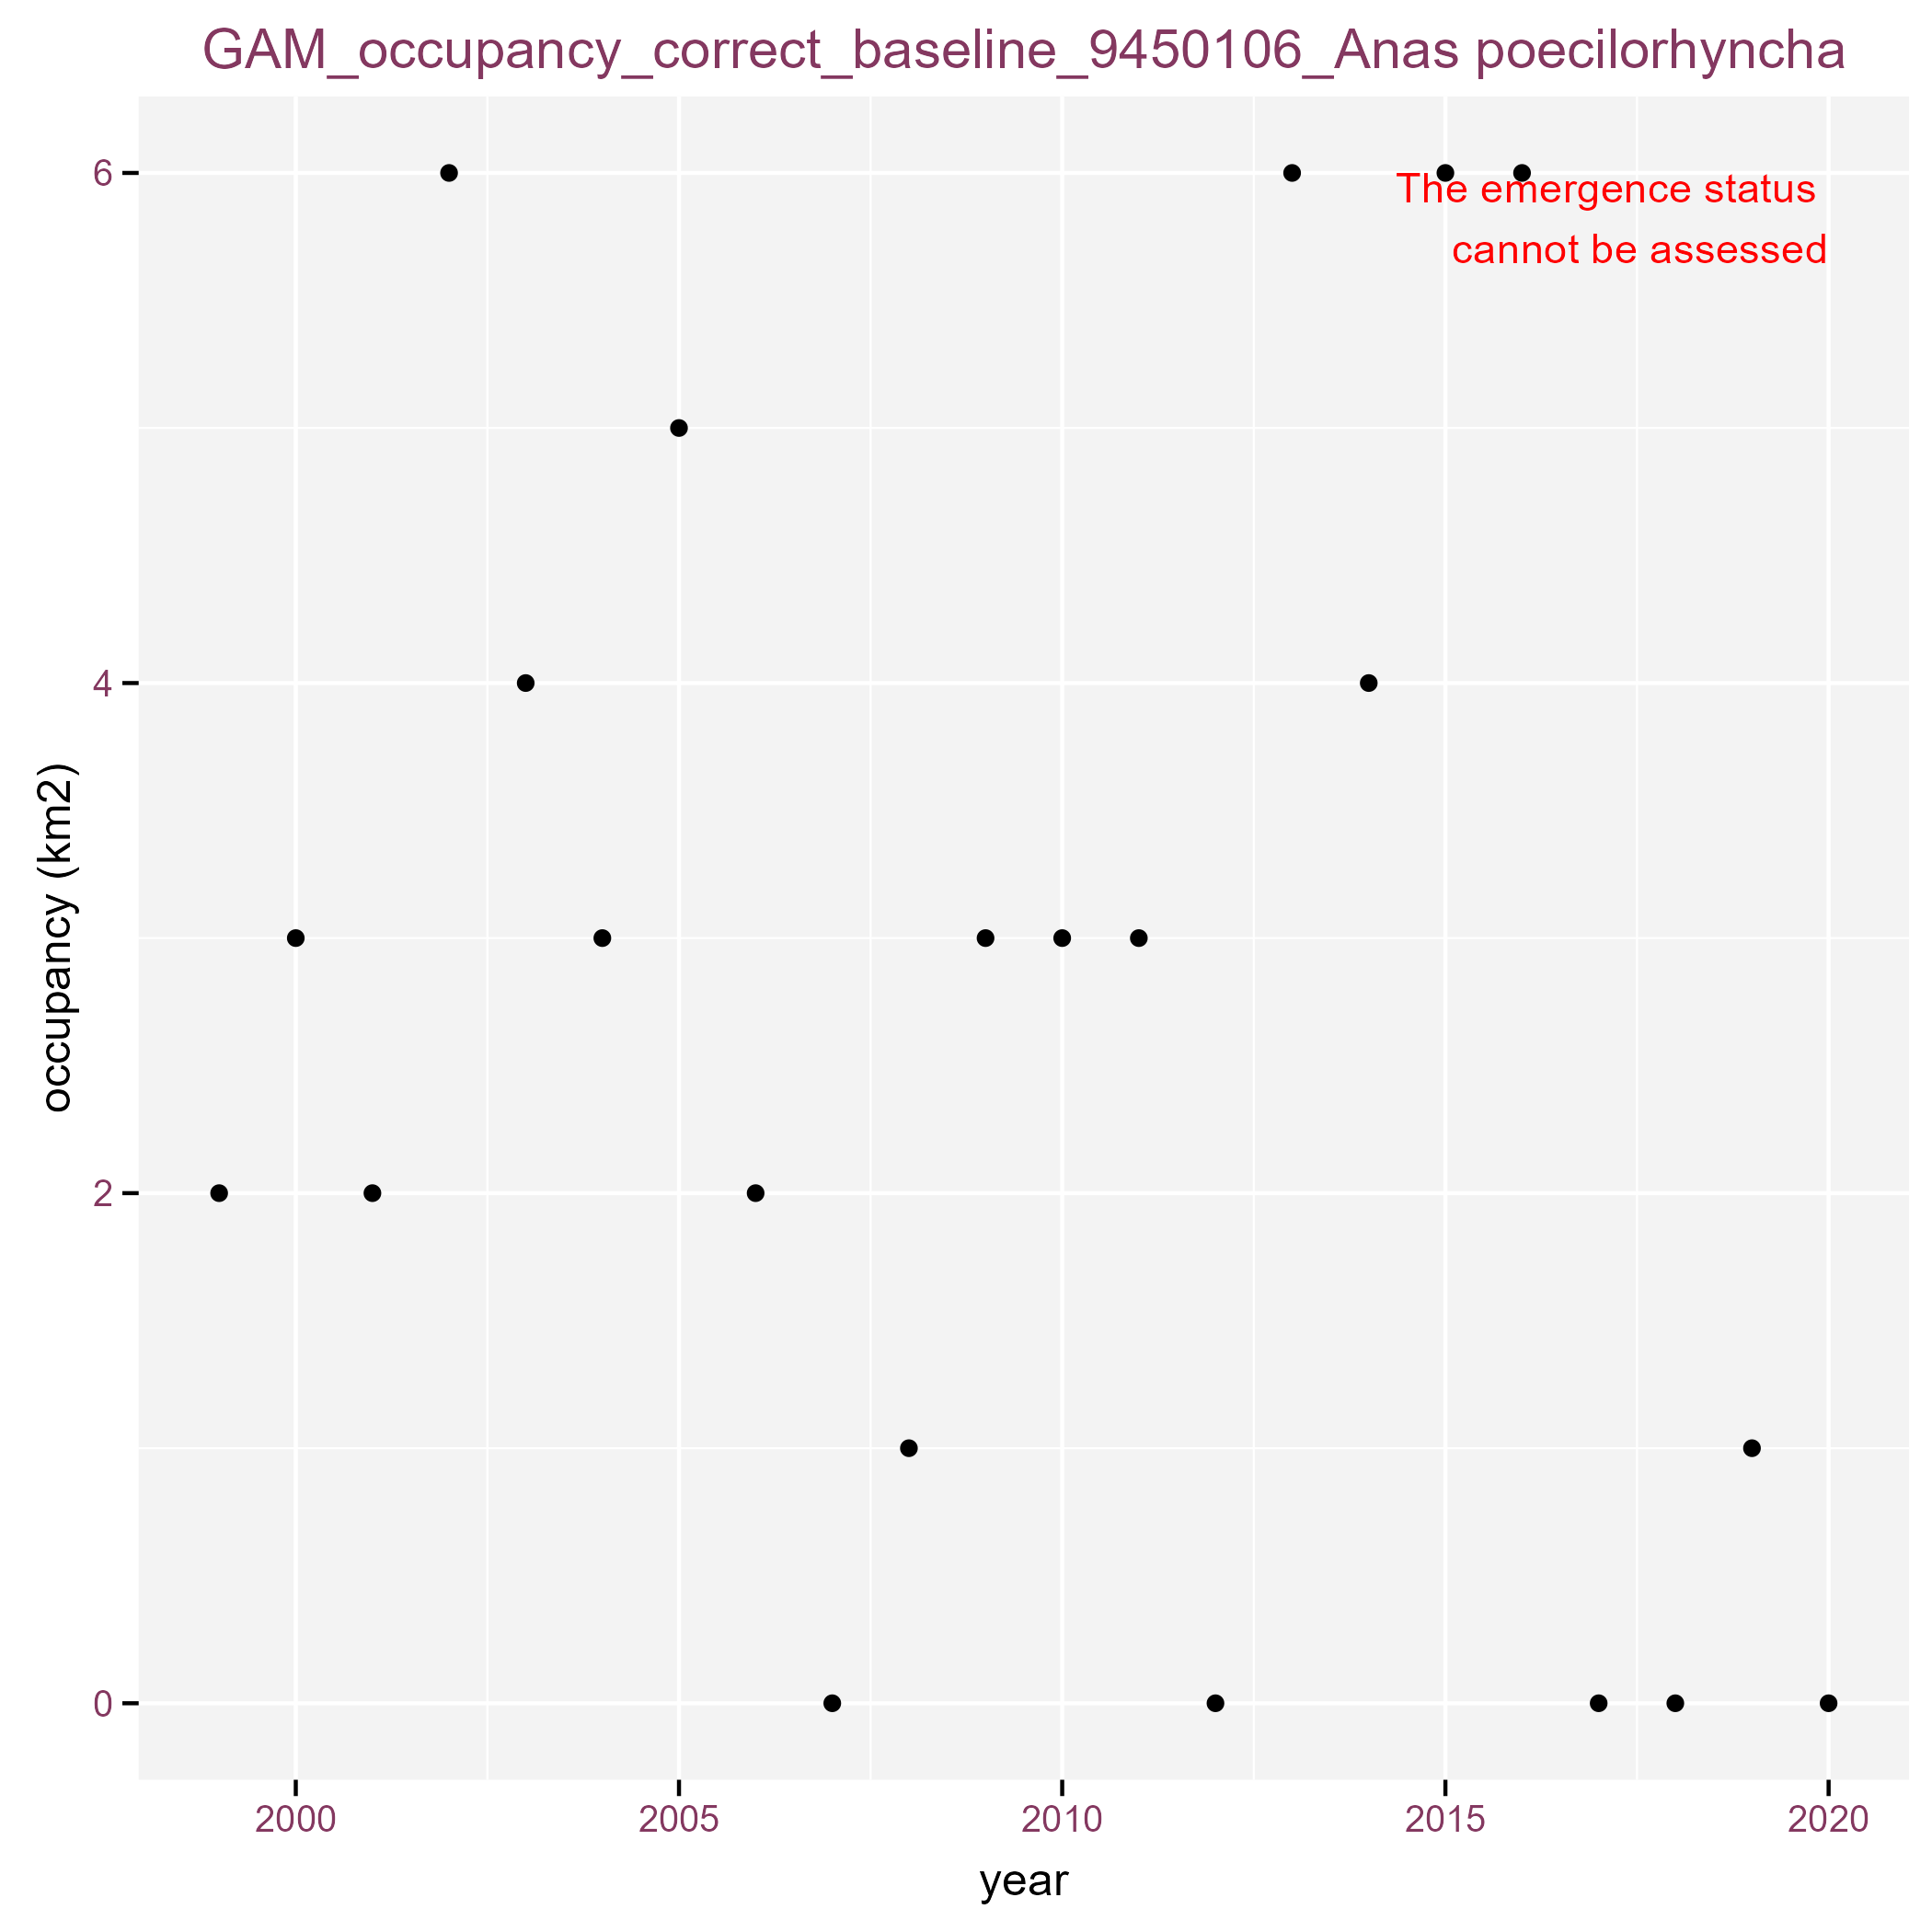 GAM_occupancy_correct_baseline_9450106_Anas poecilorhyncha
6
The emergence status
cannot be assessed
4
occupancy (km2)
2
0
2000 2005 2010 2015 2020
year